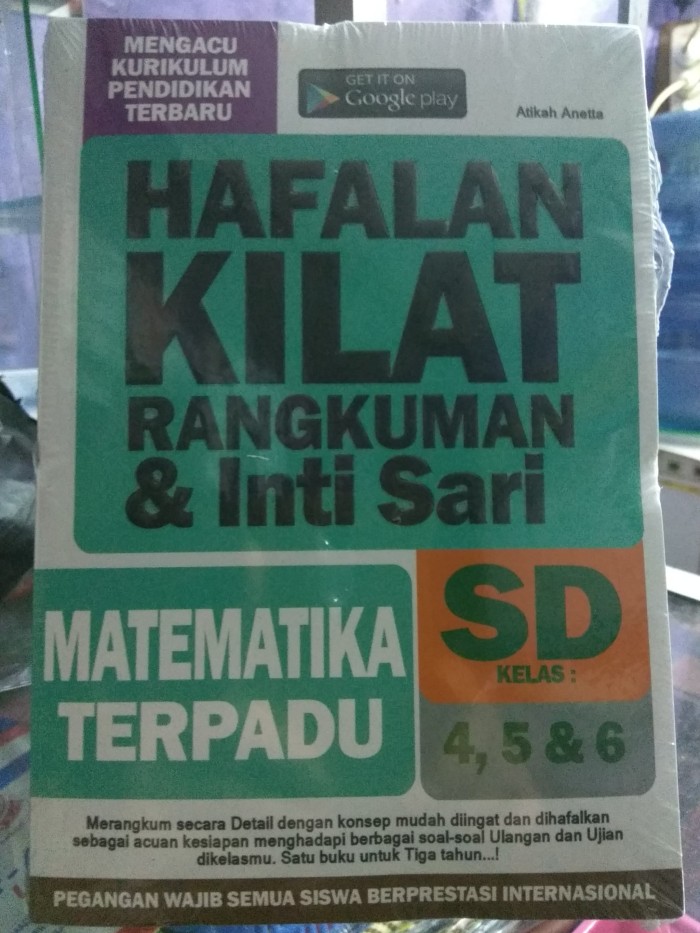 MENGACU
KURIKULUM
PENDIDIKAN
TERBARU
GET IT ON
Google play
Atikah Anetta
HAFALAN
KILAT
RANGKUMAN
& Inti Sari
MATEMATIKA
TERPADU
SD
KELAS :
4, 5 & 6
Merangkum secara Detail dengan konsep mudah diingat dan dihafalkan
sebagai acuan kesiapan menghadapi berbagai soal-soal Ulangan dan Ujian
dikelasmu. Satu buku untuk Tiga tahun...!
PEGANGAN WAJIB SEMUA SISWA BERPRESTASI INTERNASIONAL